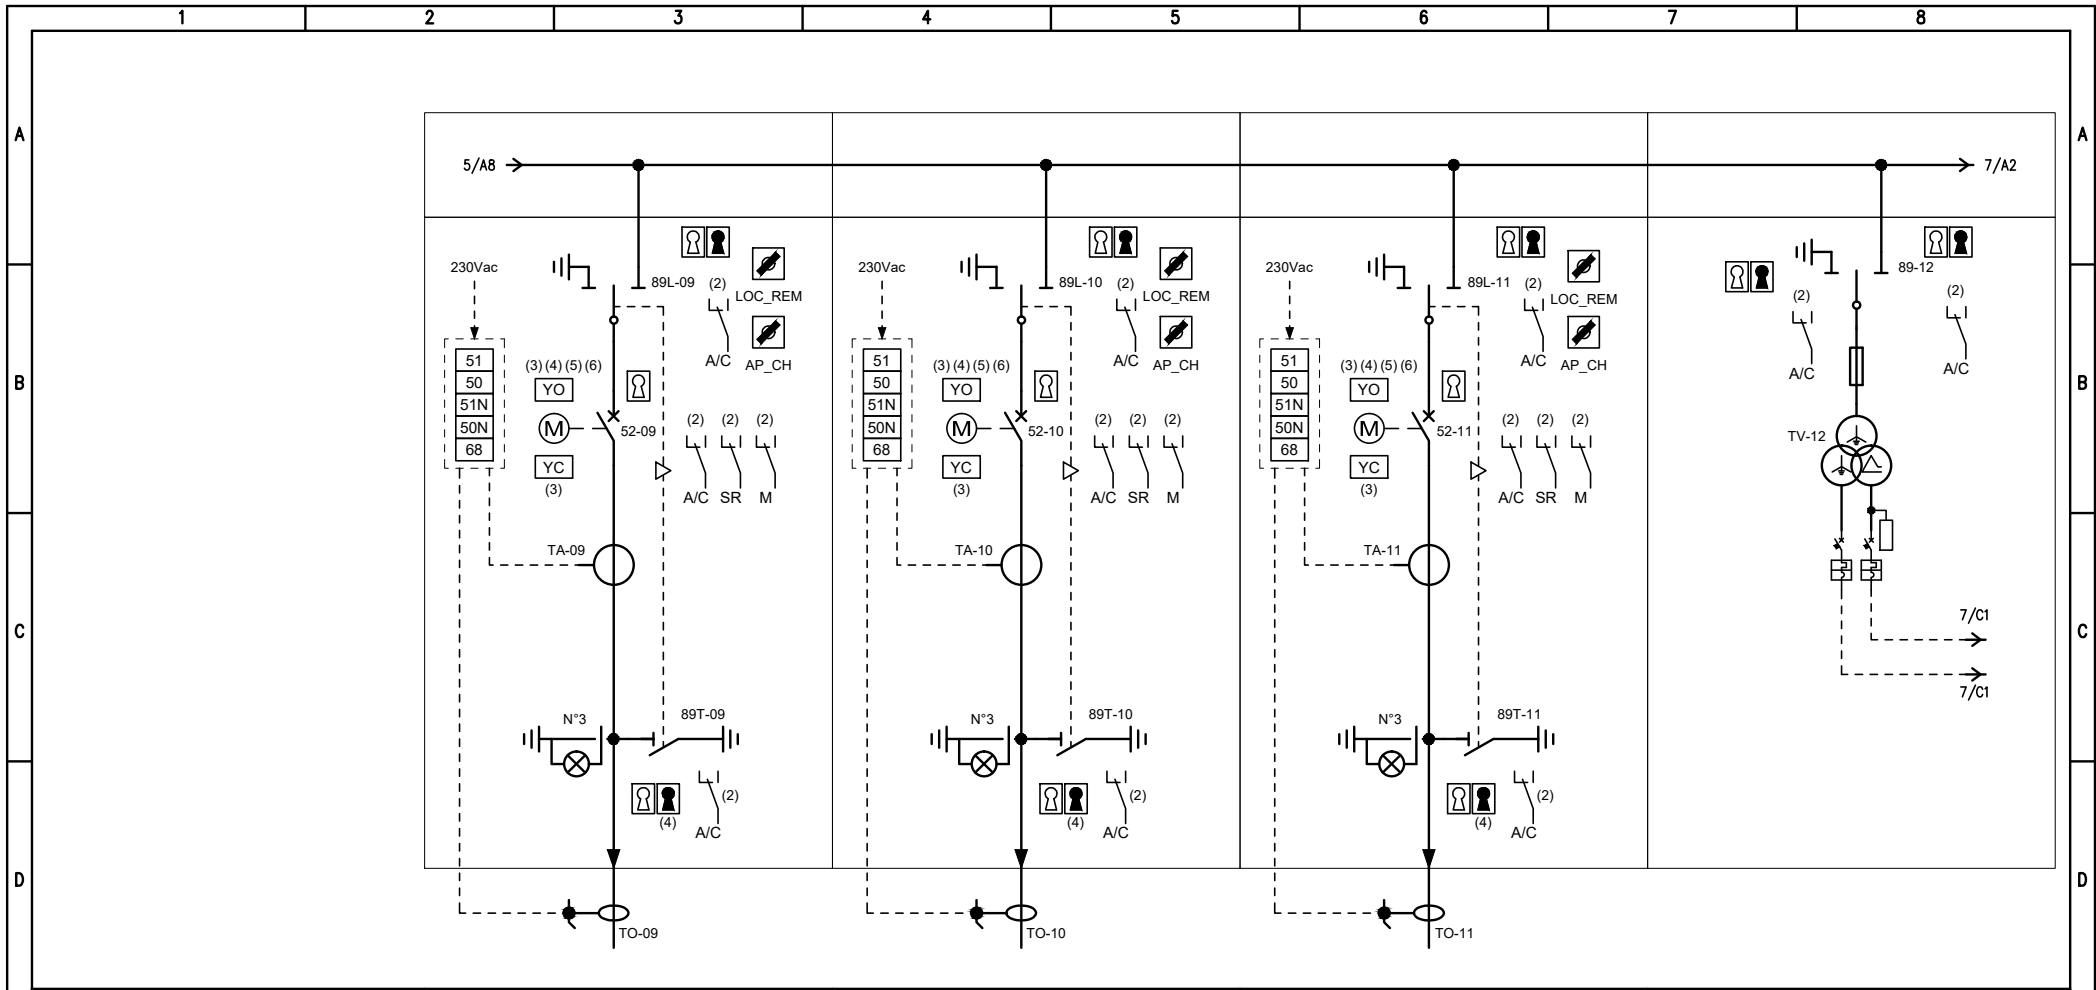 1 2 3 4 5 6 7 8
A A
5/A8 7/A2
230Vac 89L-09 (2) LOC_REM 230Vac 89L-10 (2) LOC_REM 230Vac 89L-11 (2) LOC_REM 89-12
(2) (2)
A/C AP_CH A/C AP_CH A/C AP_CH A/C A/C
B B
51 (3)(4)(5)(6) 51 (3)(4)(5)(6) 51 (3)(4)(5)(6)
50 YO 50 YO 50 YO
51N (2) (2) (2) 51N (2) (2) (2) 51N (2) (2) (2)
50N M 52-09 50N M 52-10 50N M 52-11 TV-12
68 YC 68 YC 68 YC
(3) A/C SR M (3) A/C SR M (3) A/C SR M
TA-09 TA-10 TA-11
C C
7/C1
7/C1
N°3 89T-09 N°3 89T-10 N°3 89T-11
(2) (2) (2)
(4) A/C (4) A/C (4) A/C
D D
TO-09 TO-10 TO-11